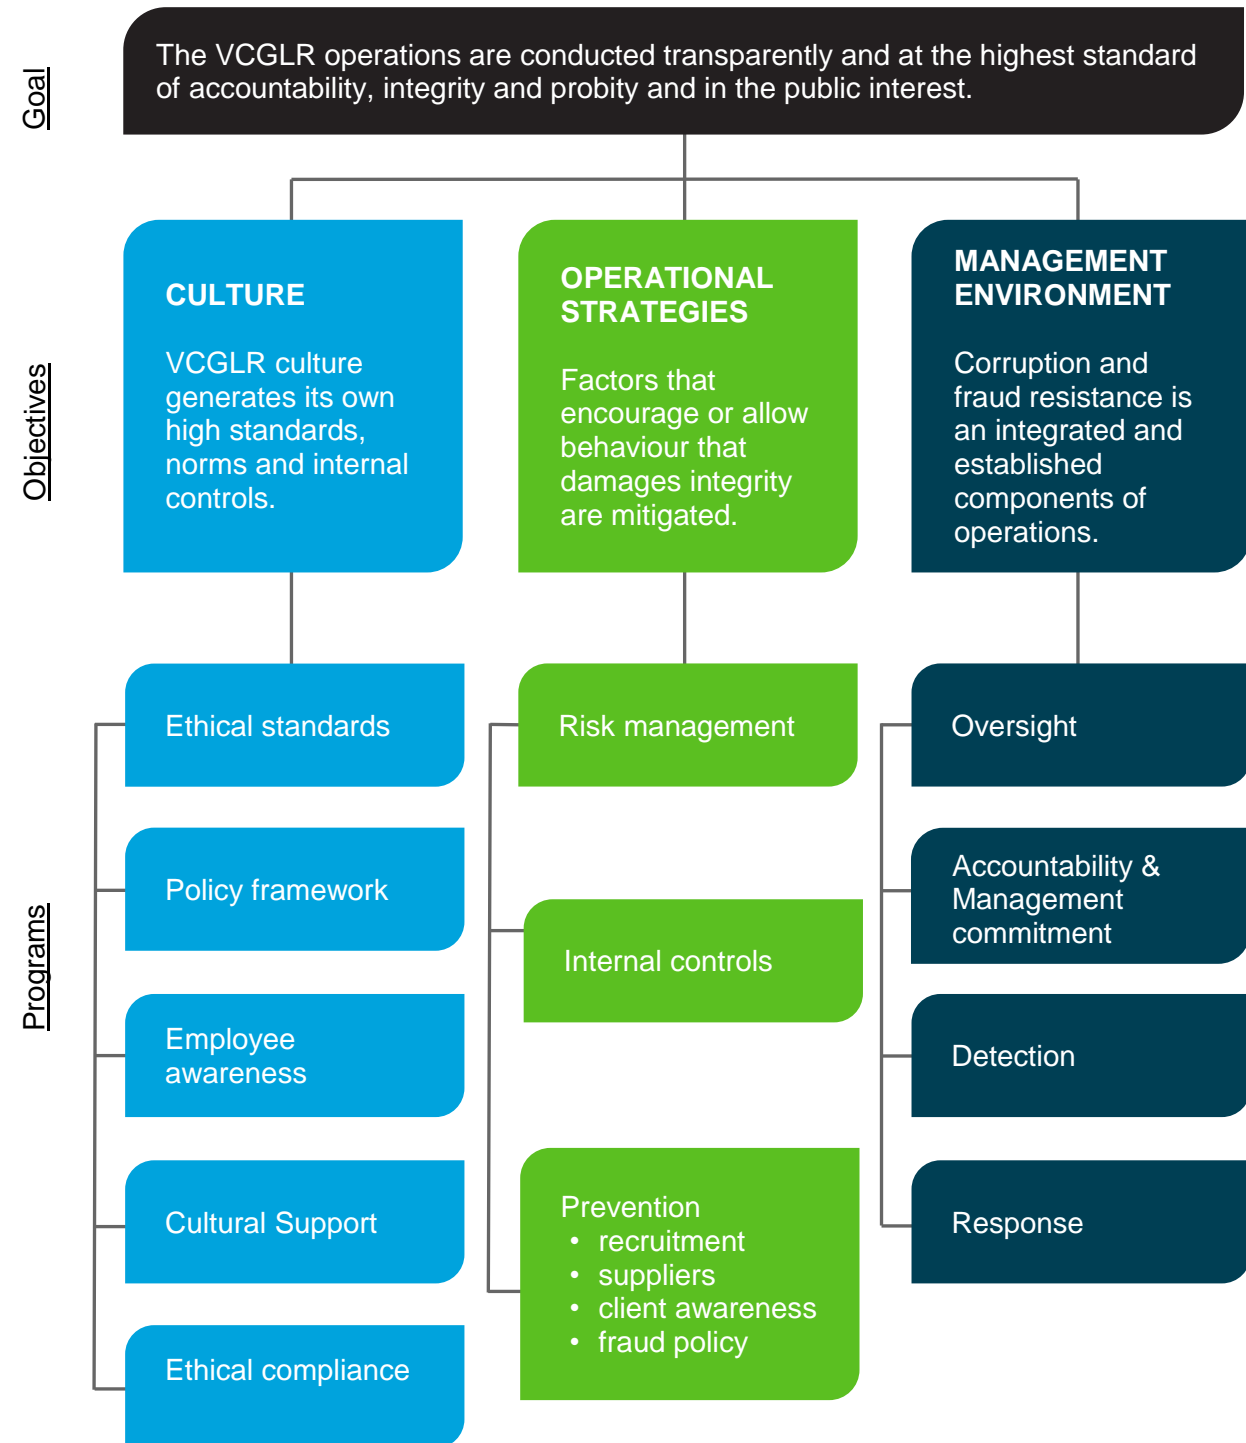 Goal
The VCGLR operations are conducted transparently and at the highest standard
of accountability, integrity and probity and in the public interest.
Objectives
CULTURE
VCGLR culture
generates its own
high standards,
norms and internal
controls.
OPERATIONAL
STRATEGIES
Factors that
encourage or allow
behaviour that
damages integrity
are mitigated.
MANAGEMENT
ENVIRONMENT
Corruption and
fraud resistance is
an integrated and
established
components of
operations.
Programs
Ethical standards
Policy framework
Employee
awareness
Cultural Support
Ethical compliance
Risk management
Internal controls
Prevention
• recruitment
• suppliers
• client awareness
• fraud policy
Oversight
Accountability &
Management
commitment
Detection
Response